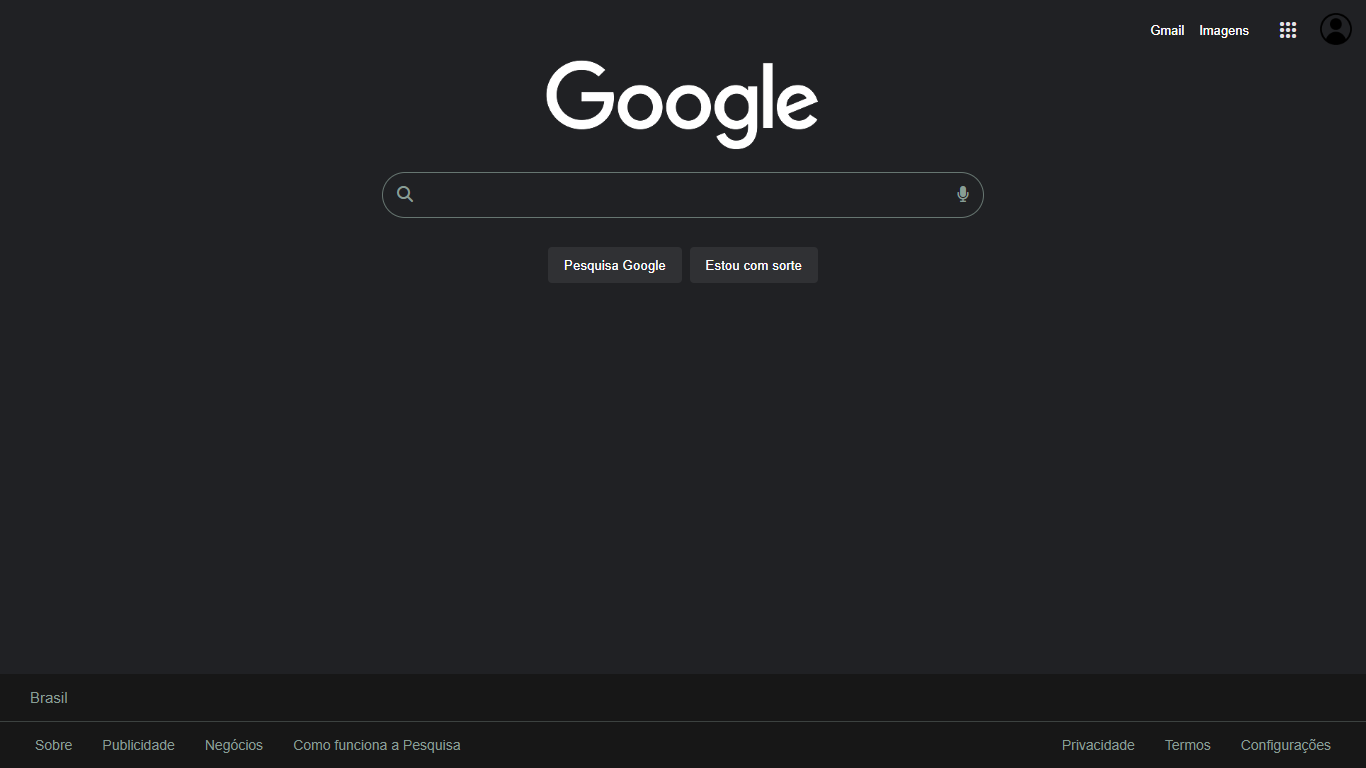 Gmail Imagens
Google
Pesquisa Google Estou com sorte
Brasil
Sobre Publicidade Negócios Como funciona a Pesquisa Privacidade Termos Configurações